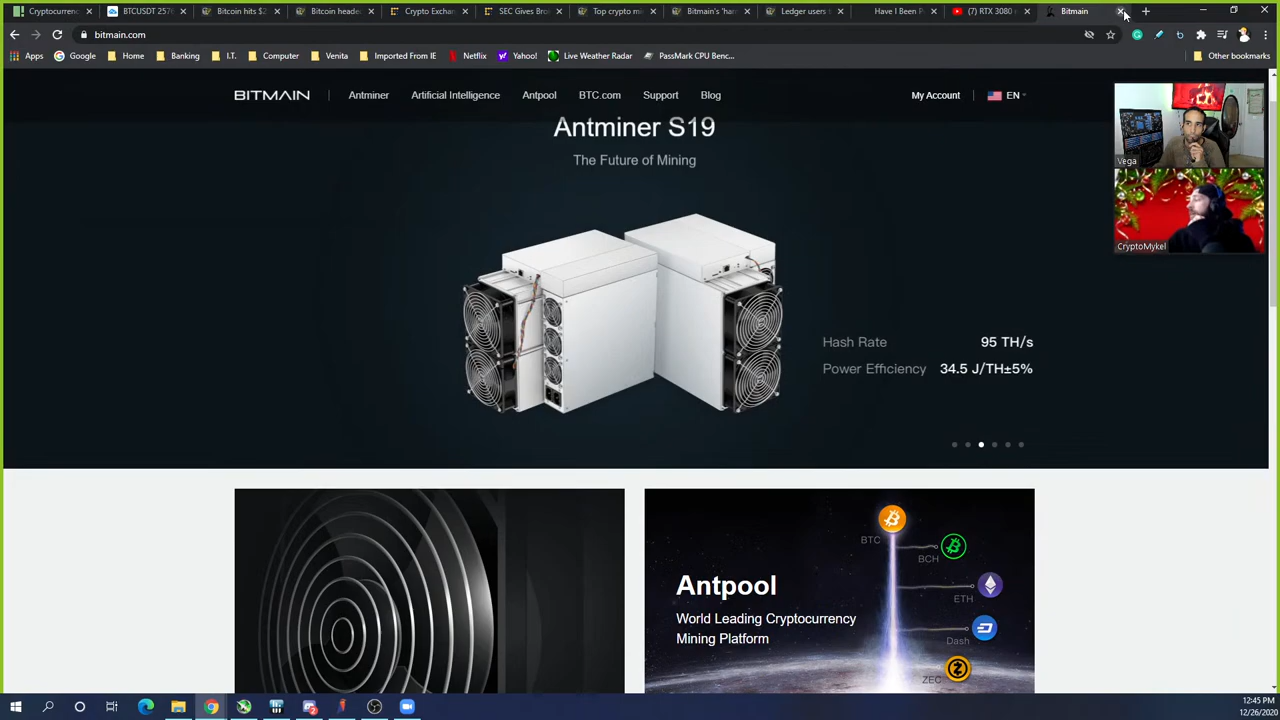 Cryptocurren
BTCUSDT 257
Bitcoin hits $2
Bitcoin heade
Crypto Exchan
SEC Gives Bro
Top crypto mi
Bitmain's 'har
Ledger users t
Have I Been P
(7) RTX 3080
Bitmain
bitmain.com
Apps
Google
Home
Banking
I.T.
Computer
Venita
Imported From IE
Netflix
Yahoo!
Live Weather Radar
PassMark CPU Benc...
Other bookmarks
BITMAIN
Antminer
Artificial Intelligence
Antpool
BTC.com
Support
Blog
My Account
EN
Antminer S19
The Future of Mining
Vega
CryptoMykel
Hash Rate 95 TH/s
Power Efficiency 34.5 J/TH±5%
BTC
BCH
Antpool
ETH
World Leading Cryptocurrency
Mining Platform
Dash
ZEC
12:45 PM
12/26/2020